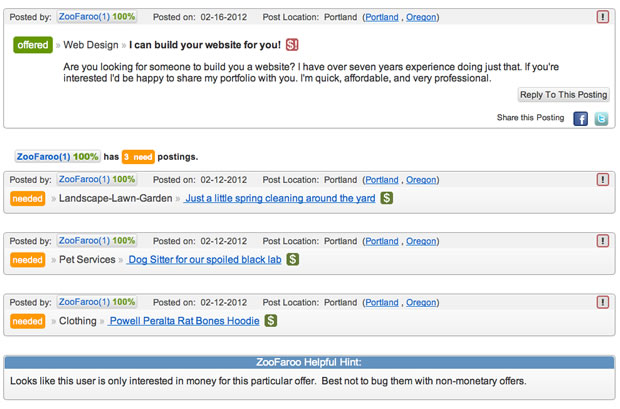 Posted by: ZooFaroo(1) 100% Posted on: 02-16-2012 Post Location: Portland (Portland , Oregon) !
offered » Web Design » I can build your website for you! $!
Are you looking for someone to build you a website? I have over seven years experience doing just that. If you're
interested I'd be happy to share my portfolio with you. I'm quick, affordable, and very professional.
Reply To This Posting
Share this Posting f t
ZooFaroo(1) 100% has 3 need postings.
Posted by: ZooFaroo(1) 100% Posted on: 02-12-2012 Post Location: Portland (Portland , Oregon) !
needed » Landscape-Lawn-Garden » Just a little spring cleaning around the yard $
Posted by: ZooFaroo(1) 100% Posted on: 02-12-2012 Post Location: Portland (Portland , Oregon) !
needed » Pet Services » Dog Sitter for our spoiled black lab $
Posted by: ZooFaroo(1) 100% Posted on: 02-12-2012 Post Location: Portland (Portland , Oregon) !
needed » Clothing » Powell Peralta Rat Bones Hoodie $
ZooFaroo Helpful Hint:
Looks like this user is only interested in money for this particular offer. Best not to bug them with non-monetary offers.